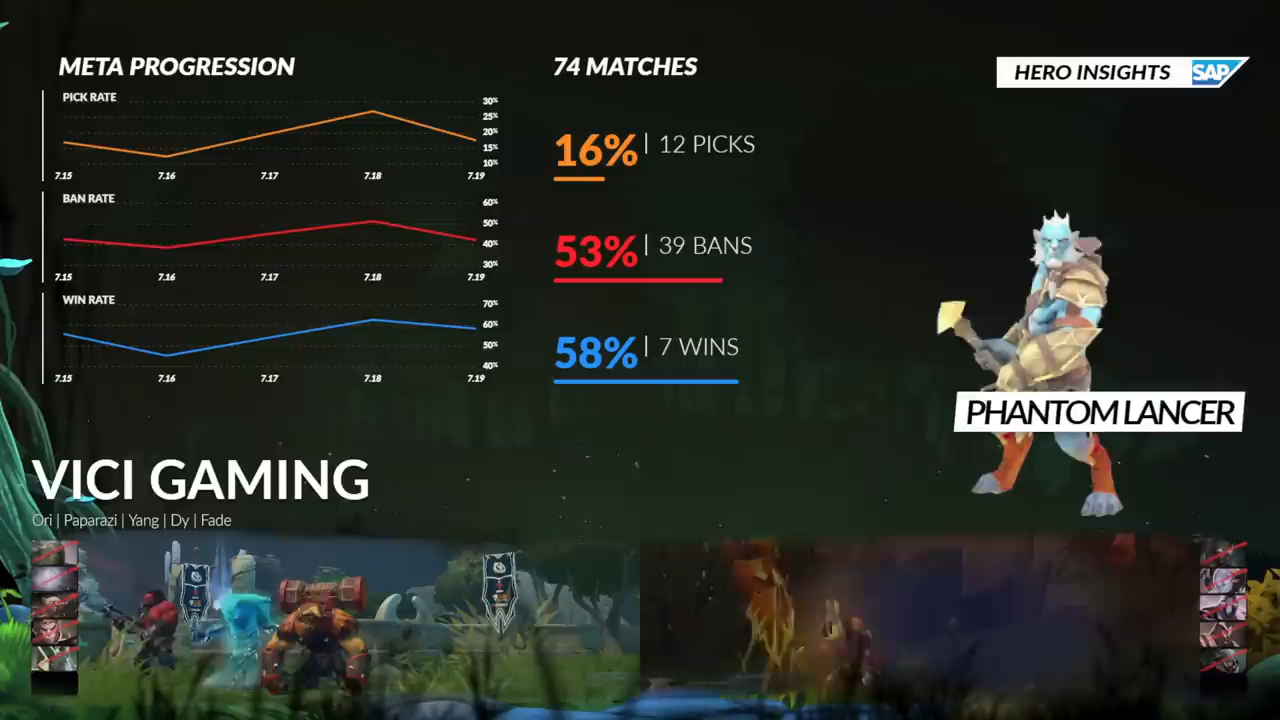 META PROGRESSION
PICK RATE
30%
25%
20%
15%
10%
7.15 7.16 7.17 7.18 7.19
BAN RATE
60%
50%
40%
30%
7.15 7.16 7.17 7.18 7.19
WIN RATE
70%
60%
50%
40%
7.15 7.16 7.17 7.18 7.19
74 MATCHES
16% | 12 PICKS
53% | 39 BANS
58% | 7 WINS
HERO INSIGHTS SAP
PHANTOM LANCER
VICI GAMING
Ori | Paparazi | Yang | Dy | Fade